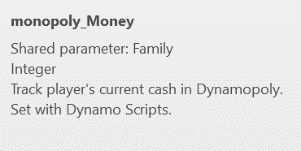 monopoly_Money
Shared parameter: Family
Integer
Track player's current cash in Dynamopoly.
Set with Dynamo Scripts.